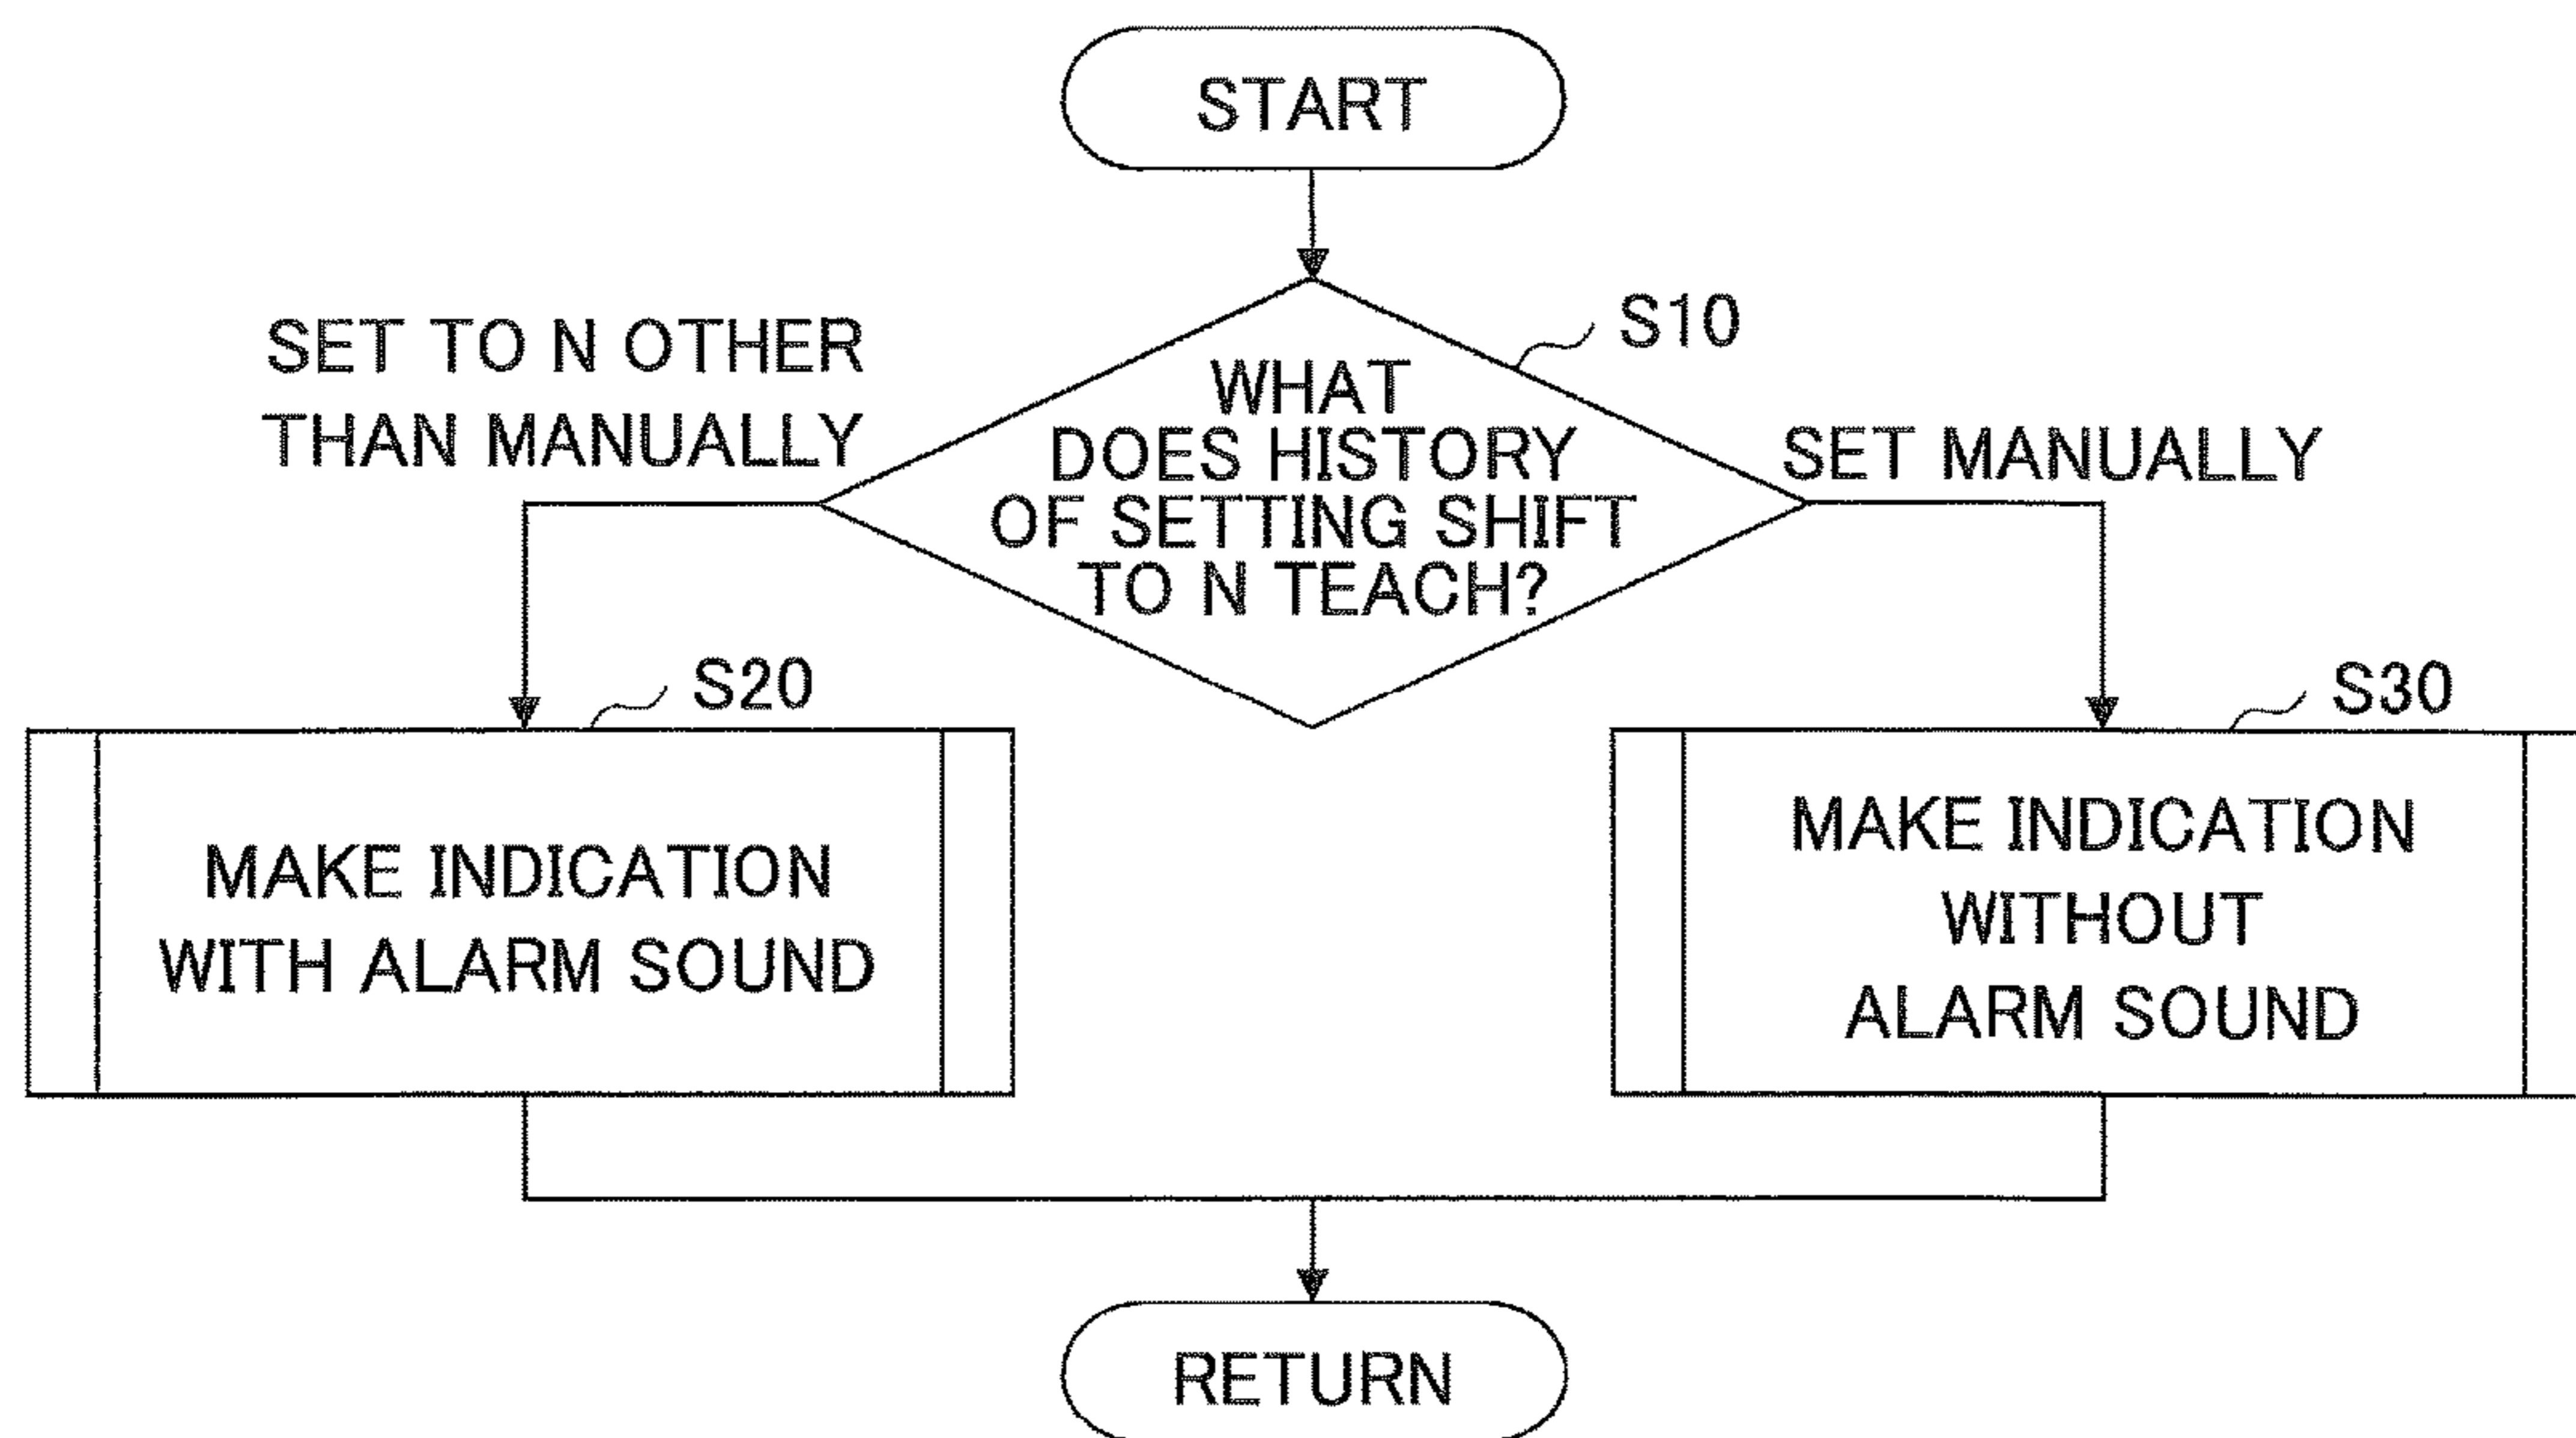 START
S10
WHAT
DOES HISTORY
OF SETTING SHIFT
TO N TEACH?
SET TO N OTHER
THAN MANUALLY
SET MANUALLY
S20
MAKE INDICATION
WITH ALARM SOUND
S30
MAKE INDICATION
WITHOUT
ALARM SOUND
RETURN